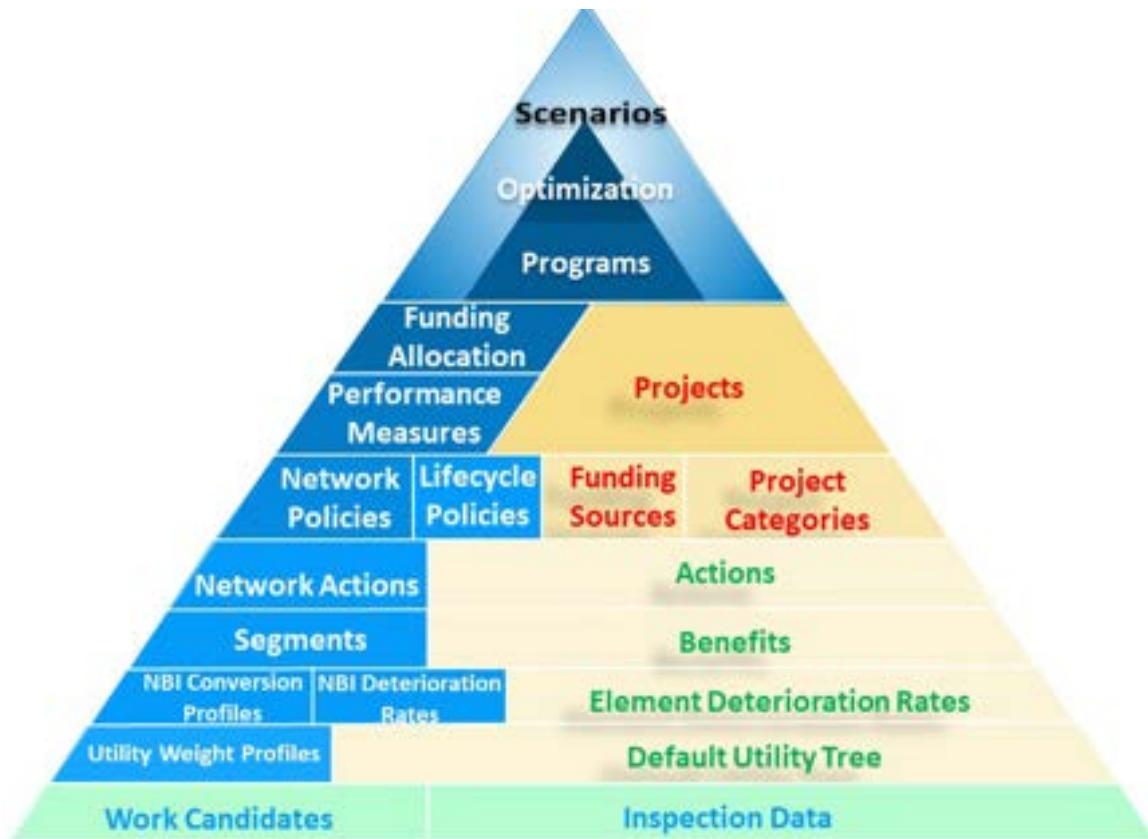 Scenarios
Optimization
Programs
Funding
Allocation
Performance
Measures
Projects
Network
Policies
Lifecycle
Policies
Funding
Sources
Project
Categories
Network Actions
Actions
Segments
Benefits
NBI Conversion
Profiles
NBI Deterioration
Rates
Element Deterioration Rates
Utility Weight Profiles
Default Utility Tree
Work Candidates
Inspection Data